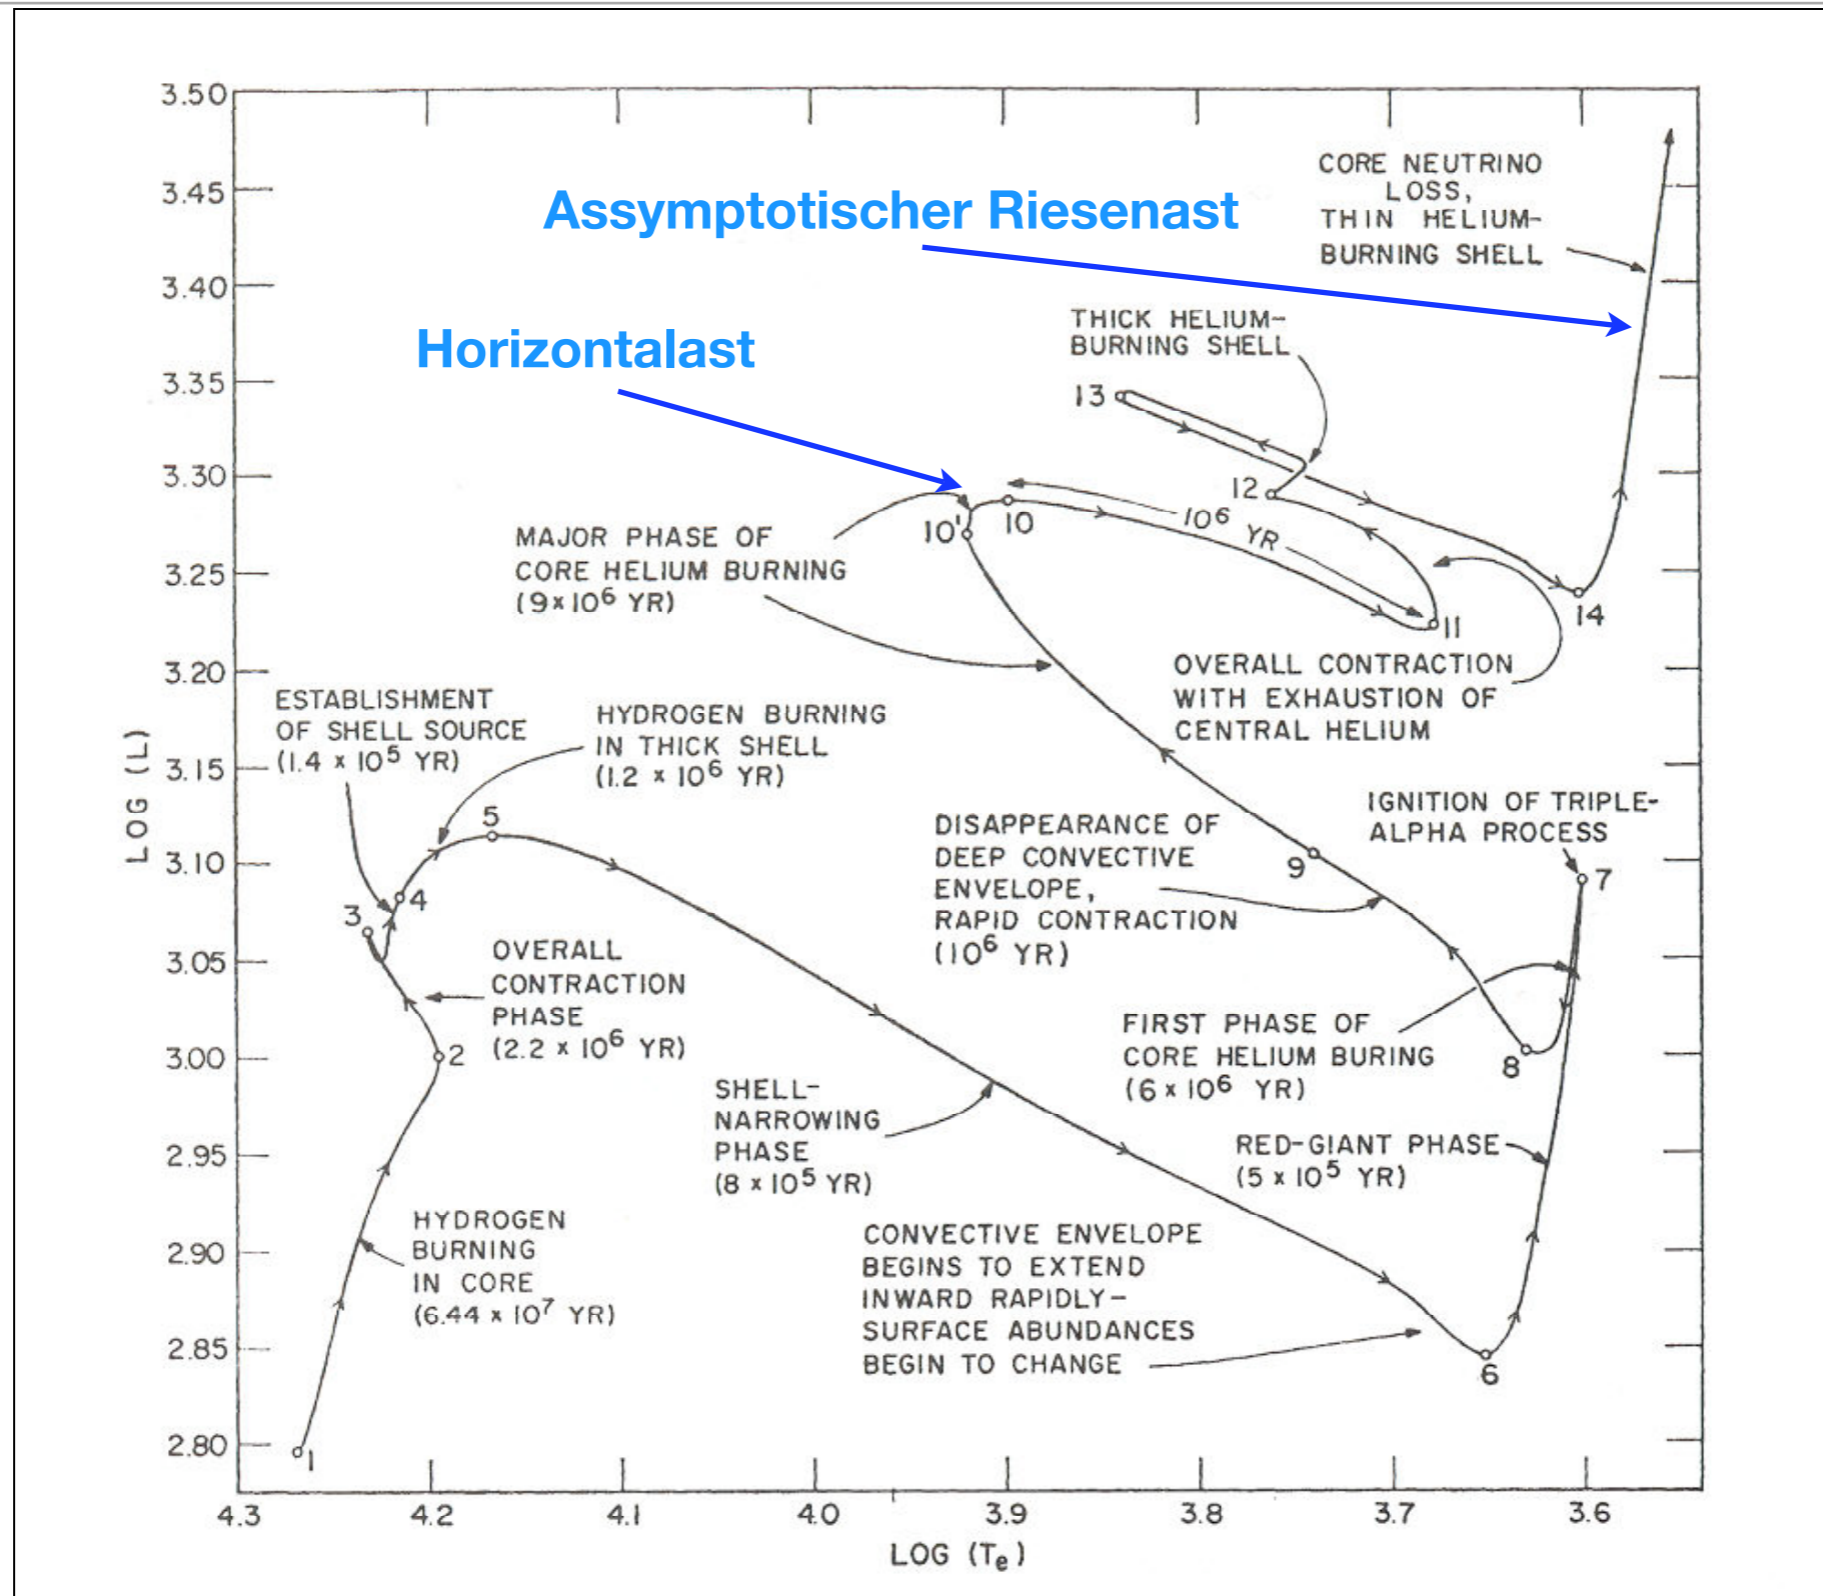 3.50
3.45
3.40
3.35
3.30
3.25
3.20
3.15
3.10
3.05
3.00
2.95
2.90
2.85
2.80
LOG (L)
Assymptotischer Riesenast
Horizontalast
CORE NEUTRINO
LOSS,
THIN HELIUM-
BURNING SHELL
THICK HELIUM-
BURNING SHELL
13
12
10'
10
10⁶ YR
11
14
MAJOR PHASE OF
CORE HELIUM BURNING
(9×10⁶ YR)
OVERALL CONTRACTION
WITH EXHAUSTION OF
CENTRAL HELIUM
ESTABLISHMENT
OF SHELL SOURCE
(1.4 × 10⁵ YR)
HYDROGEN BURNING
IN THICK SHELL
(1.2 × 10⁶ YR)
5
4
3
IGNITION OF TRIPLE-
ALPHA PROCESS
7
DISAPPEARANCE OF
DEEP CONVECTIVE
ENVELOPE,
RAPID CONTRACTION
(10⁶ YR)
9
OVERALL
CONTRACTION
PHASE
(2.2 × 10⁶ YR)
2
FIRST PHASE OF
CORE HELIUM BURING
(6 × 10⁶ YR)
8
SHELL-
NARROWING
PHASE
(8 × 10⁵ YR)
RED-GIANT PHASE
(5 × 10⁵ YR)
HYDROGEN
BURNING
IN CORE
(6.44 × 10⁷ YR)
CONVECTIVE ENVELOPE
BEGINS TO EXTEND
INWARD RAPIDLY-
SURFACE ABUNDANCES
BEGIN TO CHANGE
6
1
4.3 4.2 4.1 4.0 3.9 3.8 3.7 3.6
LOG (Te)